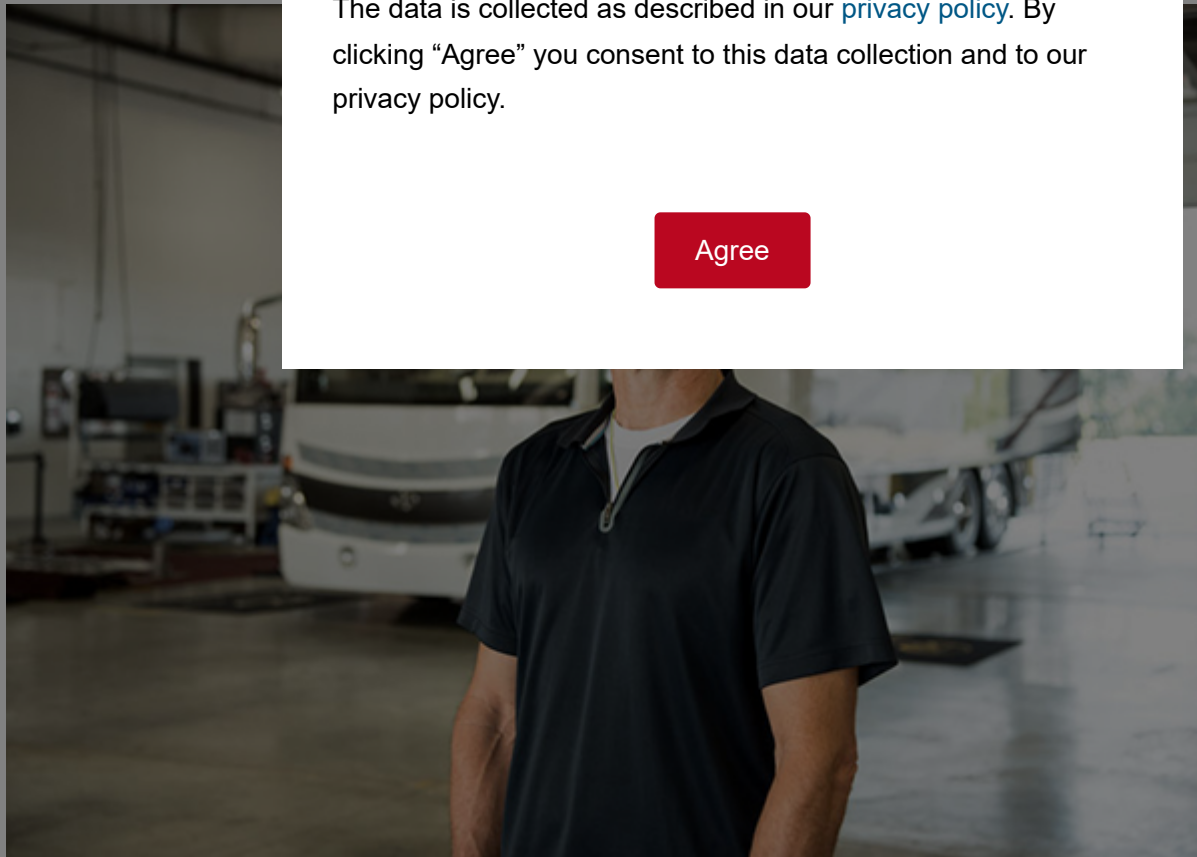 The data is collected as described in our privacy policy. By
clicking “Agree” you consent to this data collection and to our
privacy policy.
Agree